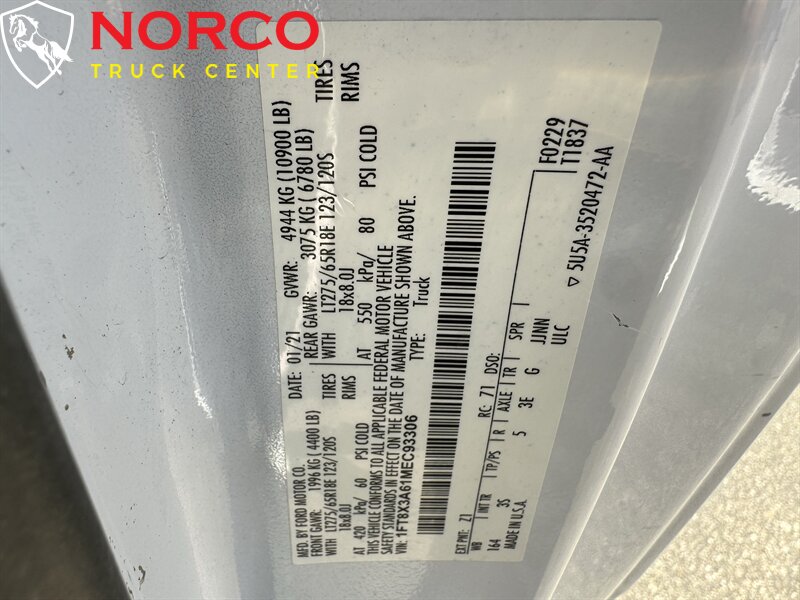 NORCO
TRUCK CENTER
MFD. BY FORD MOTOR CO.
DATE: 01/21 GVWR: 4944 KG (10900 LB)
FRONT GAWR: 1996 KG ( 4400 LB) REAR GAWR: 3075 KG ( 6780 LB)
LT275/65R18E 123/120S TIRES WITH LT275/65R18E 123/120S TIRES
18x8.0J RIMS 18x8.0J RIMS
AT 420 kPa/ 60 PSI COLD AT 550 kPa/ 80 PSI COLD
THIS VEHICLE CONFORMS TO ALL APPLICABLE FEDERAL MOTOR VEHICLE
SAFETY STANDARDS IN EFFECT ON THE DATE OF MANUFACTURE SHOWN ABOVE.
VIN: 1FT8X3A61MEC93306 TYPE: Truck
F0229
T1837
EXT PNT: Z1 RC: 71 DSO:
WB INT TR TP/PS R AXLE TR SPR
164 3S 5 3E G JJNN
MADE IN U.S.A. ULC
▽ 5U5A-3520472-AA